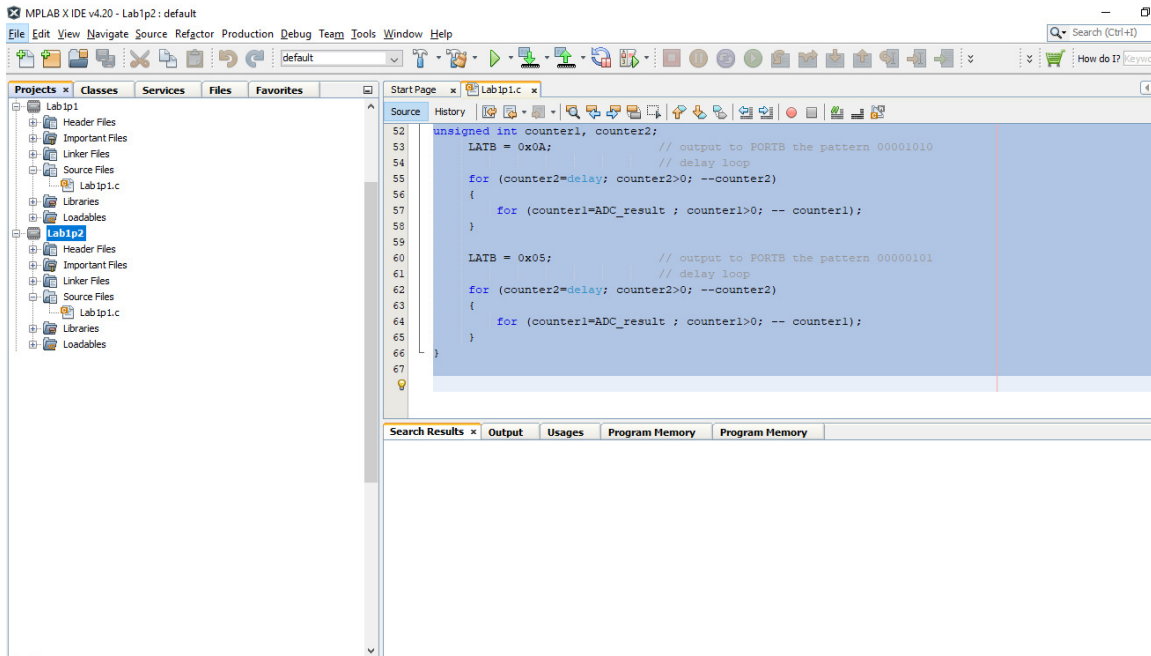 MPLAB X IDE v4.20 - Lab1p2 : default
File Edit View Navigate Source Refactor Production Debug Team Tools Window Help
Search (Ctrl+I)
default
How do I?
Projects Classes Services Files Favorites
Lab1p1
Header Files
Important Files
Linker Files
Source Files
Lab1p1.c
Libraries
Loadables
Lab1p2
Header Files
Important Files
Linker Files
Source Files
Lab1p1.c
Libraries
Loadables
Start Page Lab1p1.c
Source History
52 unsigned int counter1, counter2;
53 LATB = 0x0A; // output to PORTB the pattern 00001010
54 // delay loop
55 for (counter2=delay; counter2>0; --counter2)
56 {
57 for (counter1=ADC_result ; counter1>0; -- counter1);
58 }
59
60 LATB = 0x05; // output to PORTB the pattern 00000101
61 // delay loop
62 for (counter2=delay; counter2>0; --counter2)
63 {
64 for (counter1=ADC_result ; counter1>0; -- counter1);
65 }
66 }
67
Search Results Output Usages Program Memory Program Memory